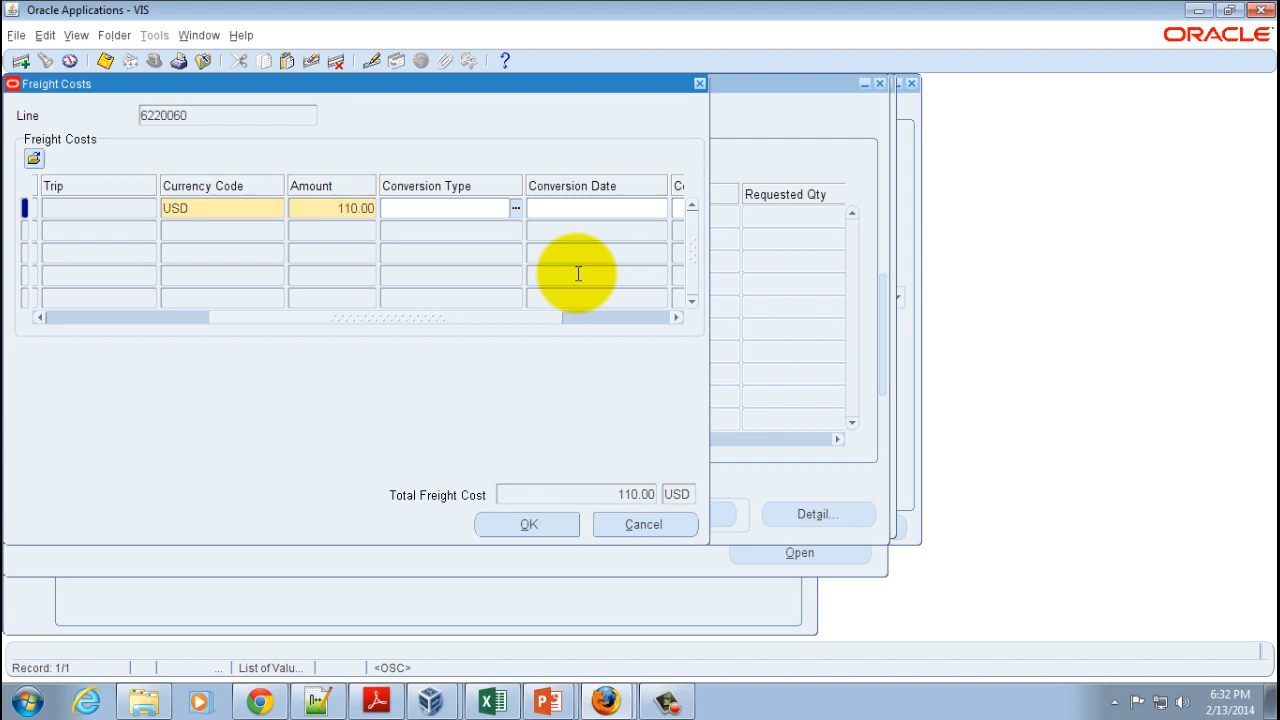 Oracle Applications - VIS
File Edit View Folder Tools Window Help
ORACLE
Freight Costs
Line 6220060
Freight Costs
Trip Currency Code Amount Conversion Type Conversion Date
USD 110.00
Requested Qty
Total Freight Cost 110.00 USD
OK Cancel
Detail...
Open
Record: 1/1 ... List of Valu... <OSC>
6:32 PM
2/13/2014